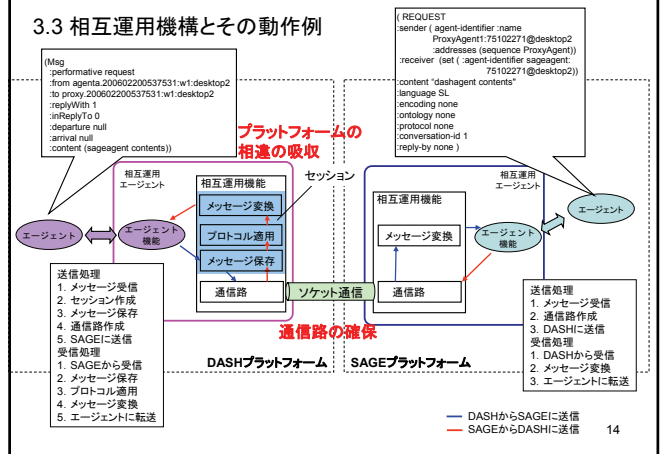 3.3 相互運用機構とその動作例
(Msg
:performative request
:from agenta.200602200537531:w1:desktop2
:to proxy.200602200537531:w1:desktop2
:replyWith 1
:inReplyTo 0
:departure null
:arrival null
:content (sageagent contents))
( REQUEST
:sender ( agent-identifier :name
ProxyAgent1:75102271@desktop2
:addresses (sequence ProxyAgent))
:receiver (set ( :agent-identifier sageagent:
75102271@desktop2))
:content "dashagent contents"
:language SL
:encoding none
:ontology none
:protocol none
:conversation-id 1
:reply-by none )
プラットフォームの
相違の吸収
セッション
相互運用
エージェント
相互運用機能
メッセージ変換
プロトコル適用
メッセージ保存
通信路
エージェント
エージェント
機能
ソケット通信
通信路の確保
相互運用機能
メッセージ変換
通信路
相互運用
エージェント
エージェント
機能
エージェント
送信処理
1. メッセージ受信
2. セッション作成
3. メッセージ保存
4. 通信路作成
5. SAGEに送信
受信処理
1. SAGEから受信
2. メッセージ保存
3. プロトコル適用
4. メッセージ変換
5. エージェントに転送
DASHプラットフォーム
SAGEプラットフォーム
送信処理
1. メッセージ受信
2. 通信路作成
3. DASHに送信
受信処理
1. DASHから受信
2. メッセージ変換
3. エージェントに転送
DASHからSAGEに送信
SAGEからDASHに送信
14